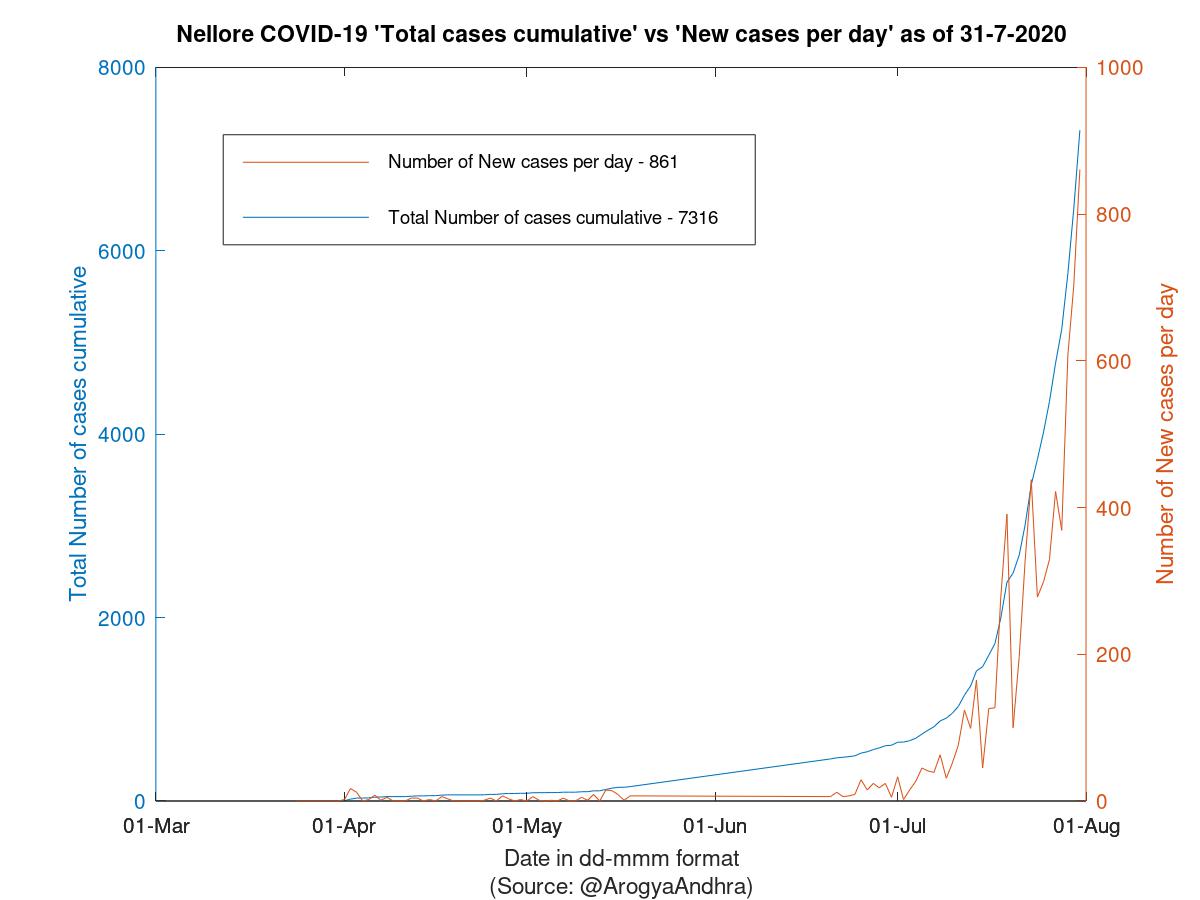 Nellore COVID-19 'Total cases cumulative' vs 'New cases per day' as of 31-7-2020
8000
6000
4000
2000
0
Total Number of cases cumulative
Number of New cases per day - 861
Total Number of cases cumulative - 7316
1000
800
600
400
200
0
Number of New cases per day
01-Mar 01-Apr 01-May 01-Jun 01-Jul 01-Aug
Date in dd-mmm format
(Source: @ArogyaAndhra)